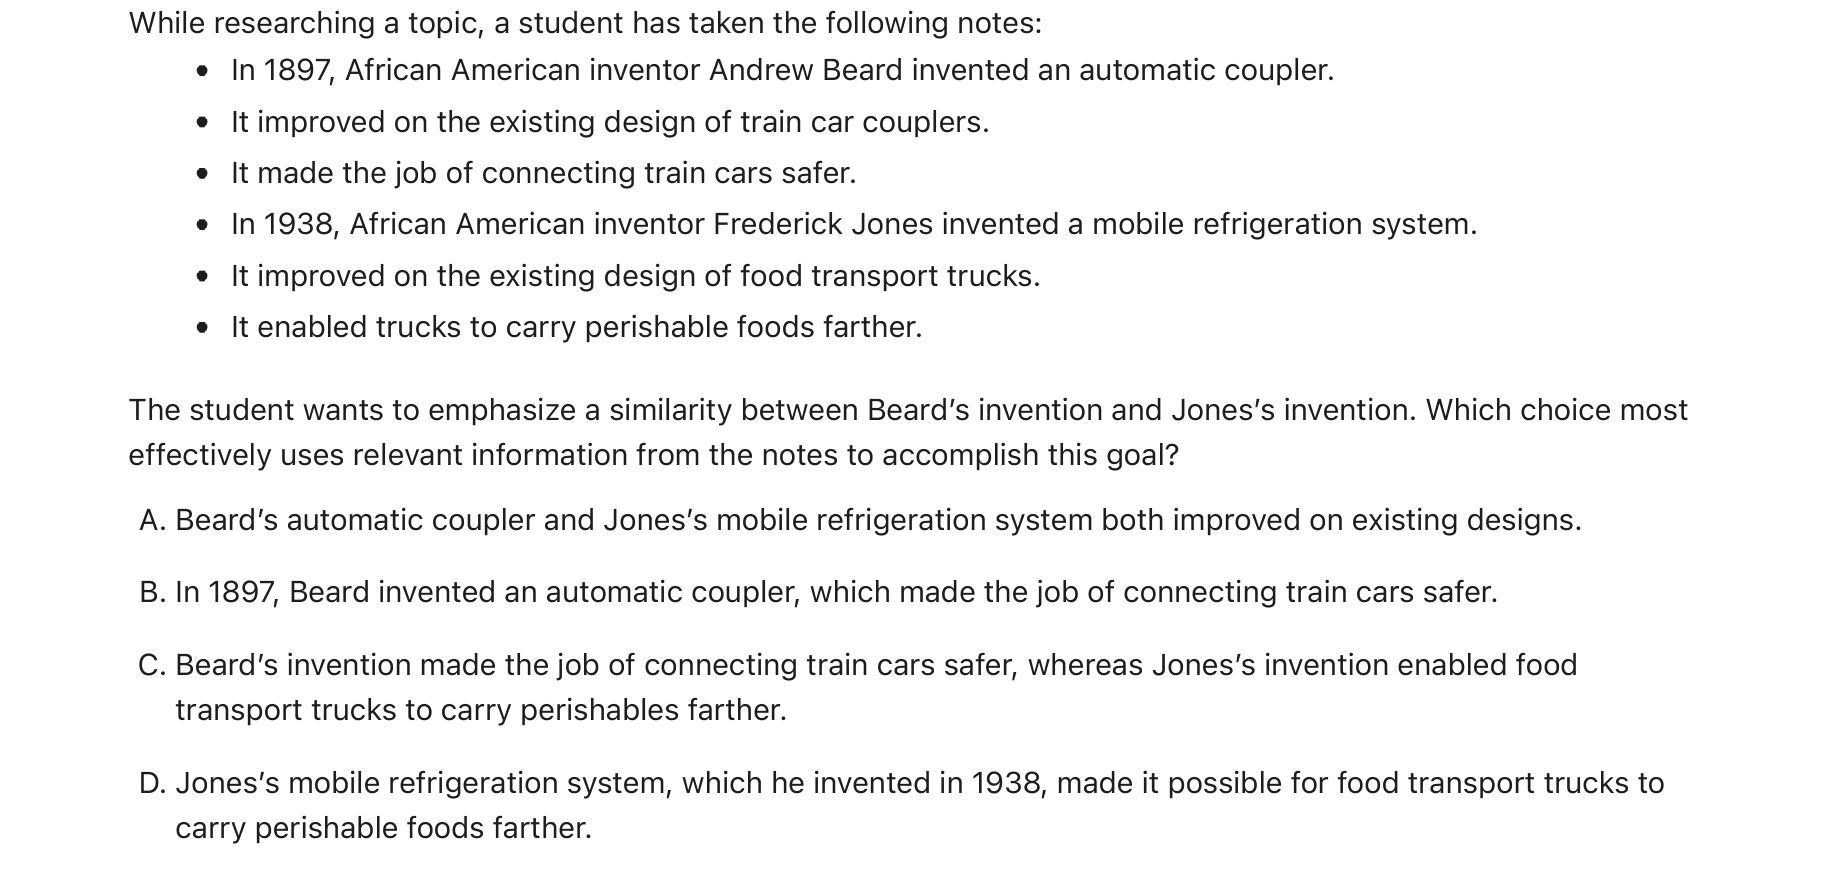 While researching a topic, a student has taken the following notes:
• In 1897, African American inventor Andrew Beard invented an automatic coupler.
• It improved on the existing design of train car couplers.
• It made the job of connecting train cars safer.
• In 1938, African American inventor Frederick Jones invented a mobile refrigeration system.
• It improved on the existing design of food transport trucks.
• It enabled trucks to carry perishable foods farther.
The student wants to emphasize a similarity between Beard’s invention and Jones’s invention. Which choice most
effectively uses relevant information from the notes to accomplish this goal?
A. Beard’s automatic coupler and Jones’s mobile refrigeration system both improved on existing designs.
B. In 1897, Beard invented an automatic coupler, which made the job of connecting train cars safer.
C. Beard’s invention made the job of connecting train cars safer, whereas Jones’s invention enabled food
transport trucks to carry perishables farther.
D. Jones’s mobile refrigeration system, which he invented in 1938, made it possible for food transport trucks to
carry perishable foods farther.